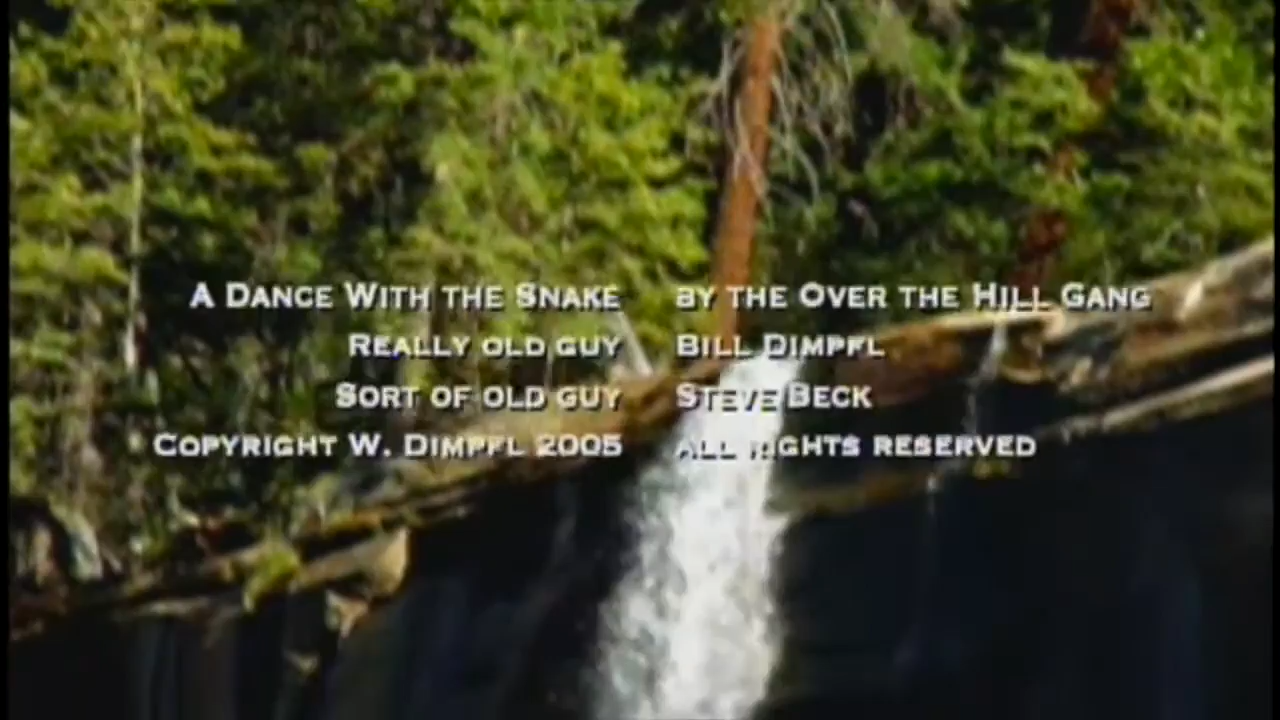 A Dance With the Snake by the Over the Hill Gang
Really old guy Bill Dimpfl
Sort of old guy Steve Beck
Copyright W. Dimpfl 2005 all rights reserved